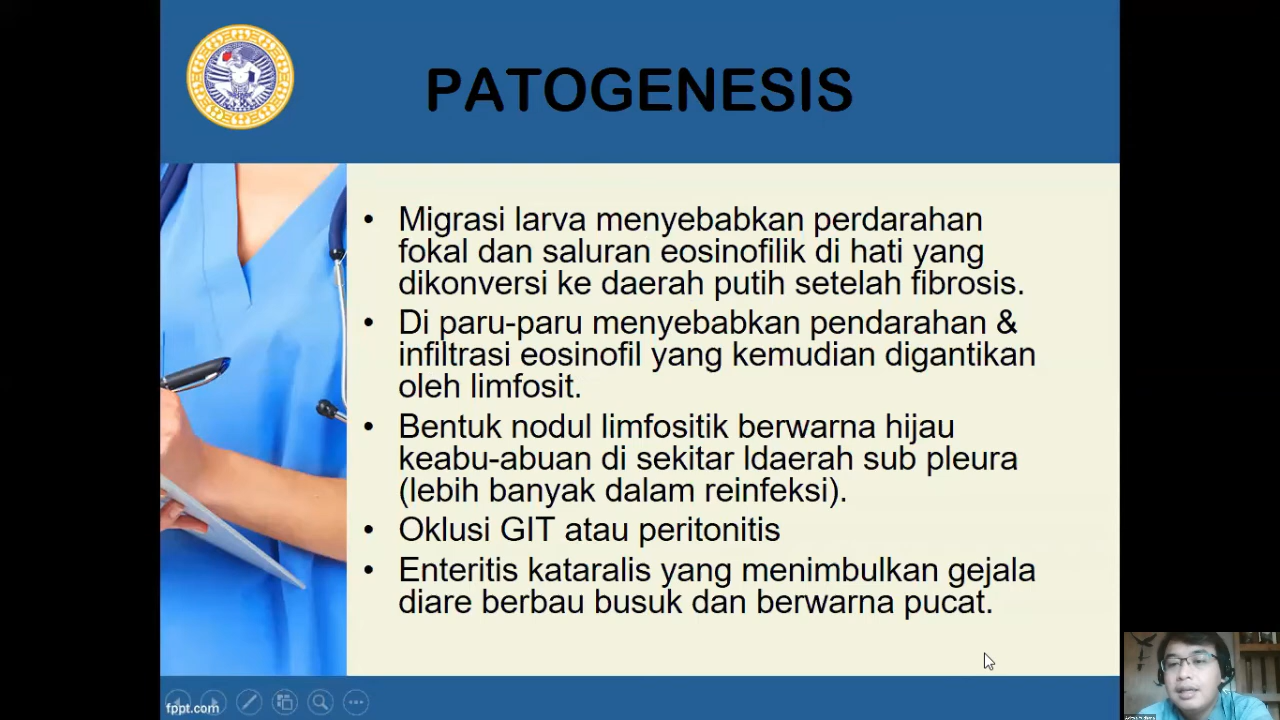 PATOGENESIS
• Migrasi larva menyebabkan perdarahan
fokal dan saluran eosinofilik di hati yang
dikonversi ke daerah putih setelah fibrosis.
• Di paru-paru menyebabkan pendarahan &
infiltrasi eosinofil yang kemudian digantikan
oleh limfosit.
• Bentuk nodul limfositik berwarna hijau
keabu-abuan di sekitar ldaerah sub pleura
(lebih banyak dalam reinfeksi).
• Oklusi GIT atau peritonitis
• Enteritis kataralis yang menimbulkan gejala
diare berbau busuk dan berwarna pucat.
fppt.com